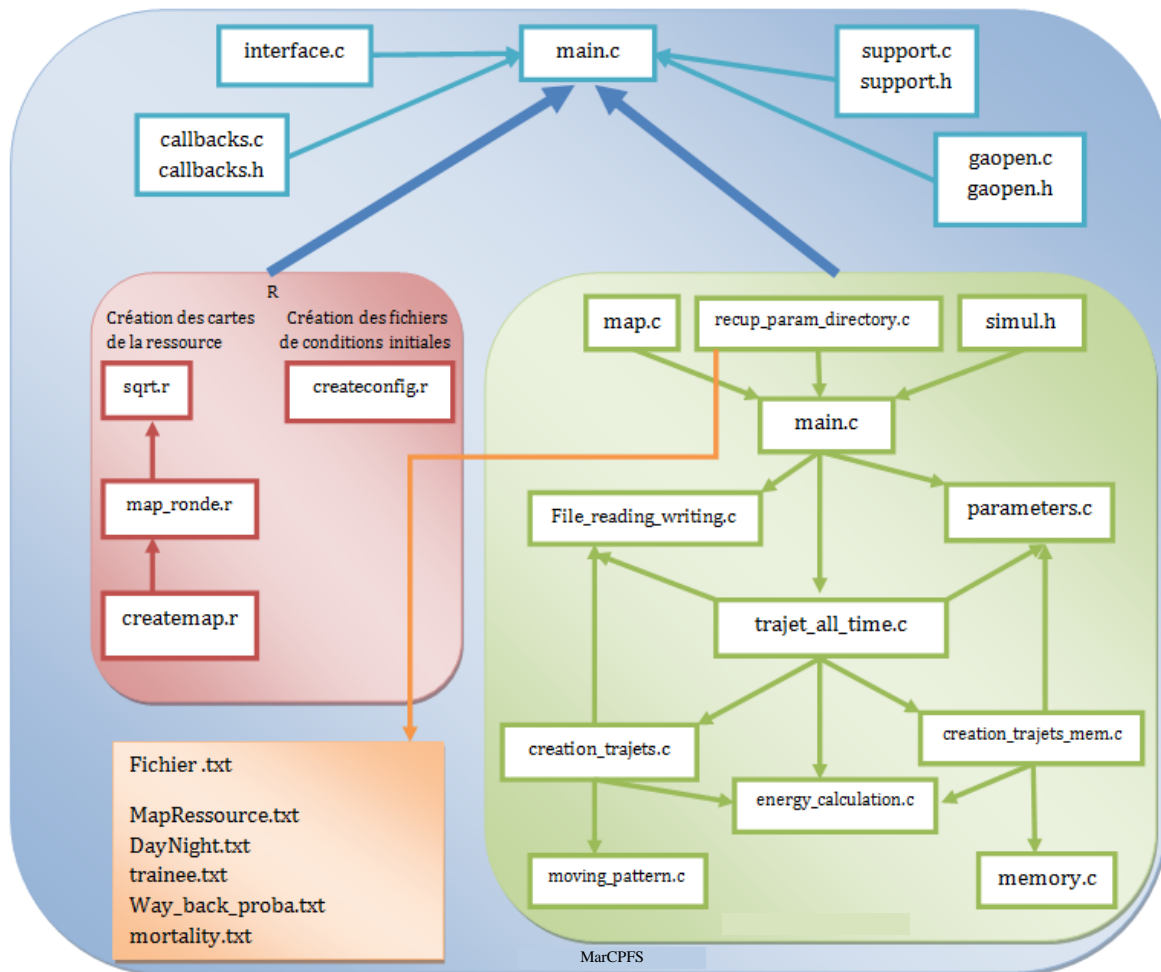 interface.c
main.c
support.c
support.h
callbacks.c
callbacks.h
gaopen.c
gaopen.h
R
Création des cartes
de la ressource
Création des fichiers
de conditions initiales
sqrt.r
createconfig.r
map_ronde.r
createmap.r
map.c
recup_param_directory.c
simul.h
main.c
File_reading_writing.c
parameters.c
trajet_all_time.c
creation_trajets.c
creation_trajets_mem.c
energy_calculation.c
moving_pattern.c
memory.c
Fichier .txt
MapRessource.txt
DayNight.txt
trainee.txt
Way_back_proba.txt
mortality.txt
MarCPFS